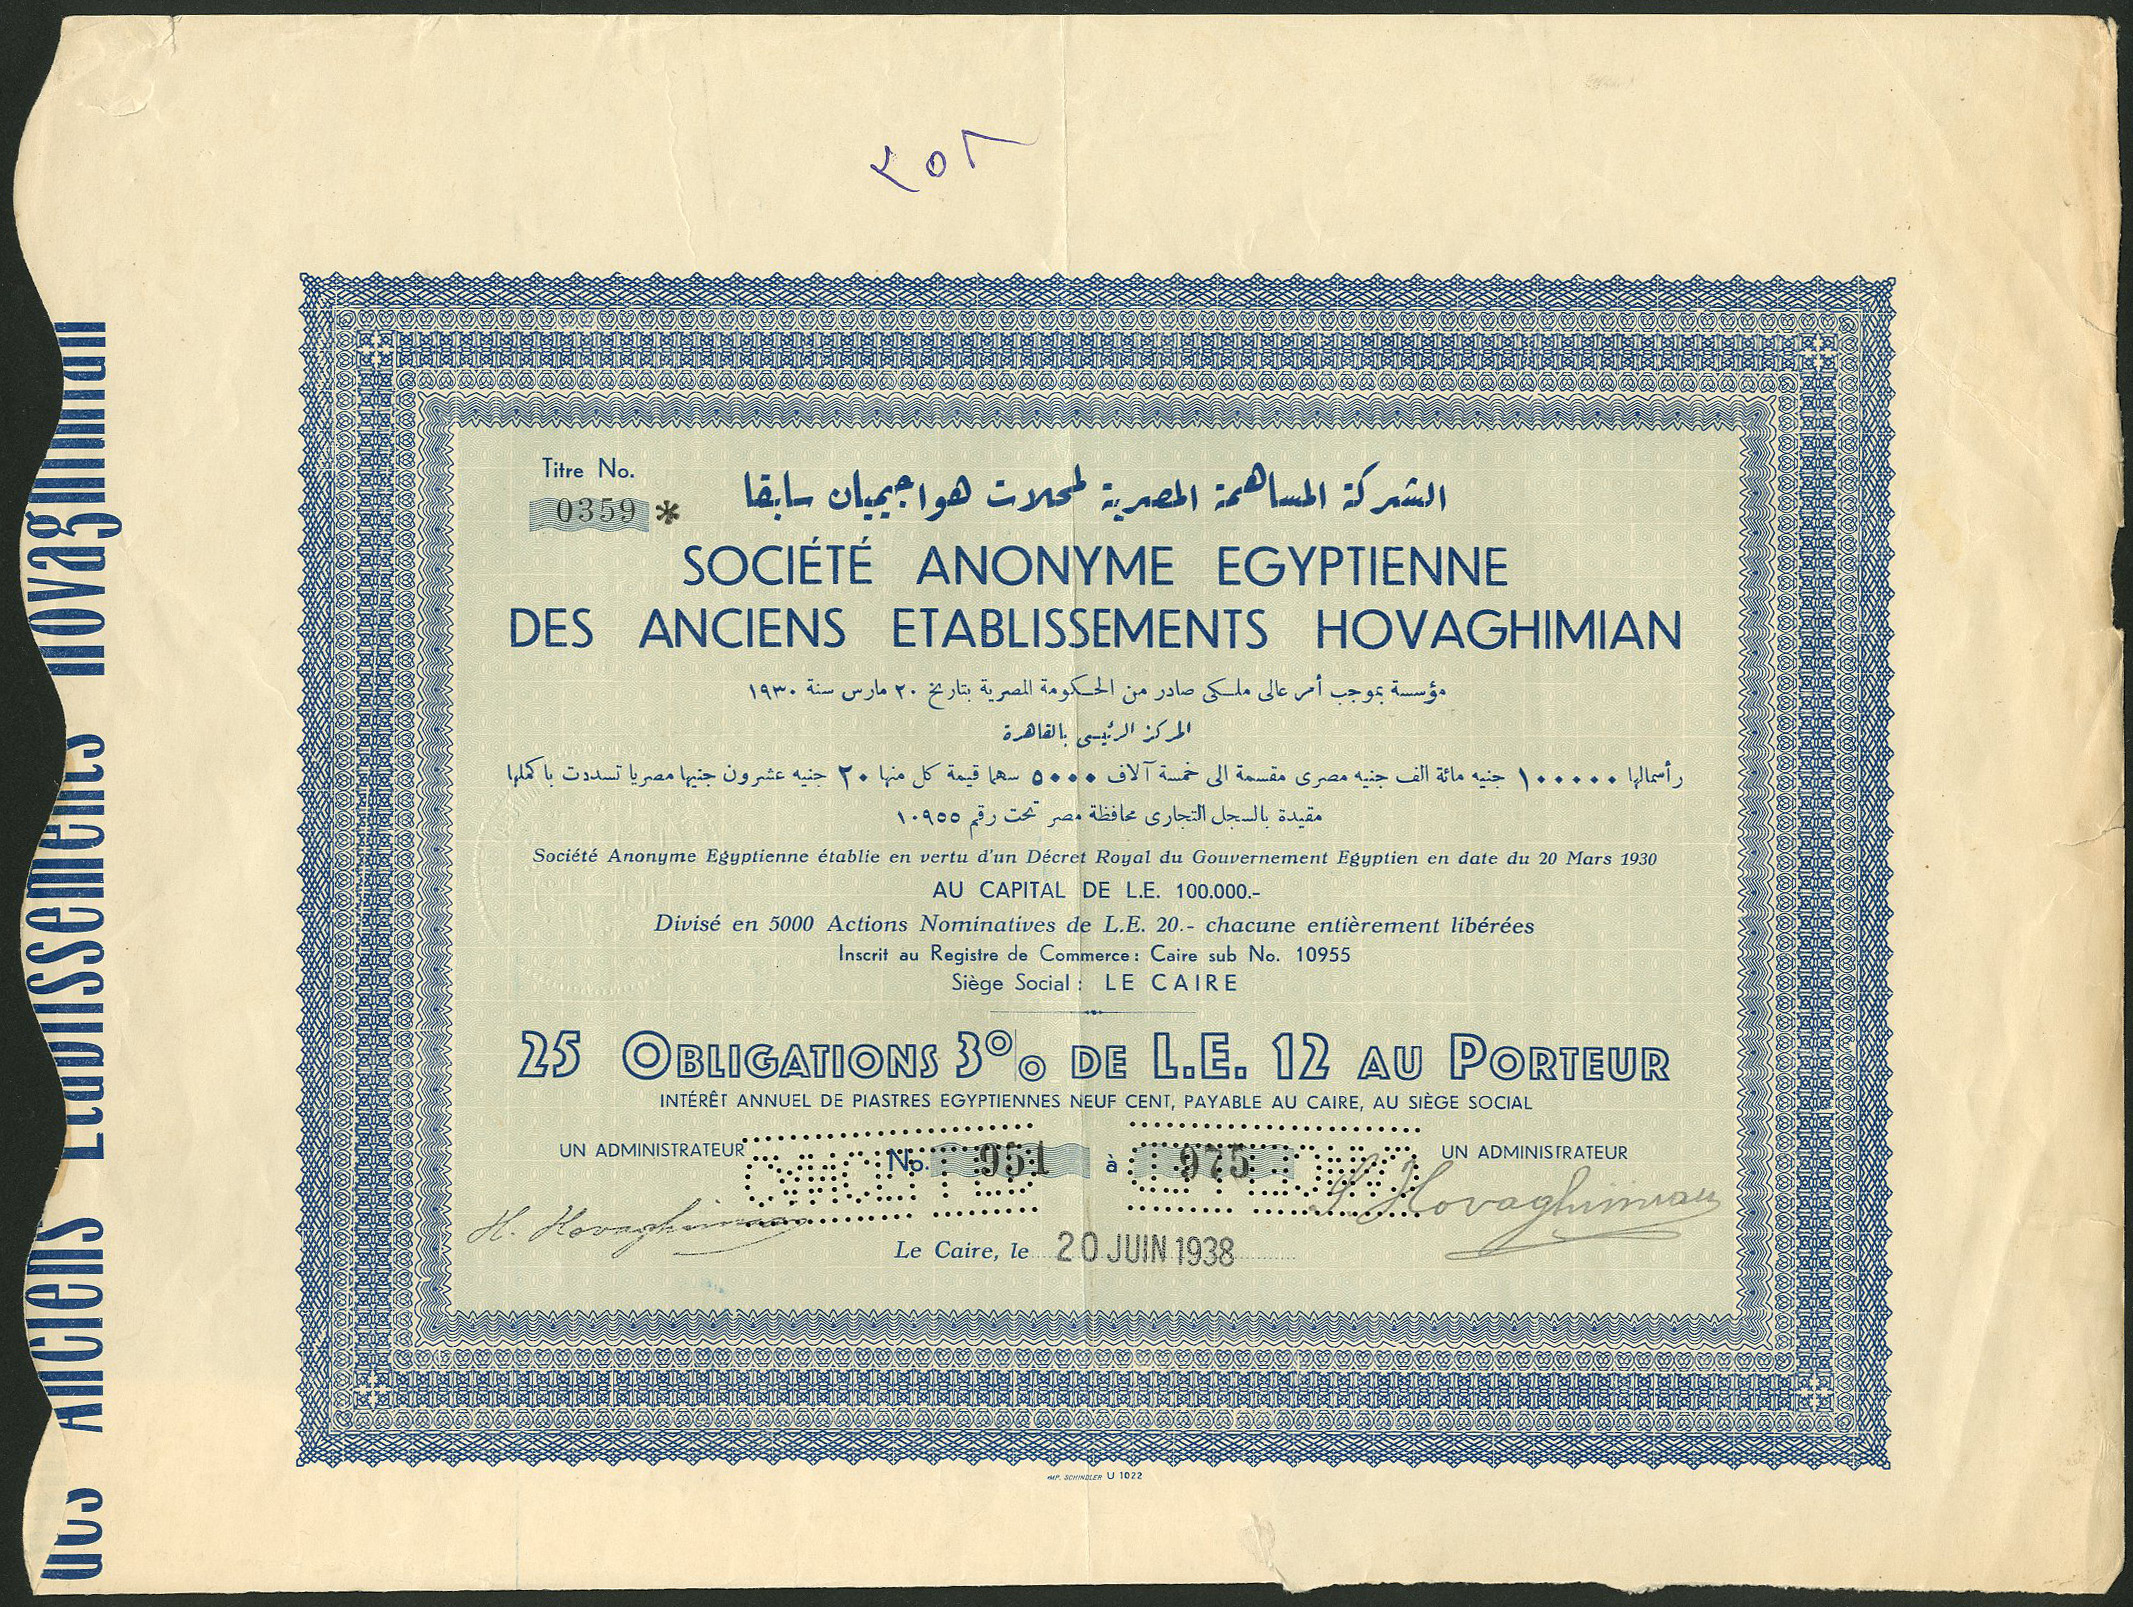 des Anciens Etablissements Hovaghimian
٢٥٨
Titre No.
0359 *
الشركة المساهمة المصرية لمحلات هواجيميان سابقا
SOCIÉTÉ ANONYME EGYPTIENNE
DES ANCIENS ETABLISSEMENTS HOVAGHIMIAN
مؤسسة بموجب أمر عالى ملكى صادر من الحكومة المصرية بتاريخ ٢٠ مارس سنة ١٩٣٠
المركز الرئيسى بالقاهرة
رأسمالها ١٠٠٠٠٠ جنيه مائة الف جنيه مصرى مقسمة الى خمسة آلاف ٥٠٠٠ سهما قيمة كل منها ٢٠ جنيه عشرون جنيها مصريا تسددت باكملها
مقيدة بالسجل التجارى محافظة مصر تحت رقم ١٠٩٥٥
Société Anonyme Egyptienne établie en vertu d'un Décret Royal du Gouvernement Egyptien en date du 20 Mars 1930
AU CAPITAL DE L.E. 100.000.-
Divisé en 5000 Actions Nominatives de L.E. 20.- chacune entièrement libérées
Inscrit au Registre de Commerce: Caire sub No. 10955
Siège Social: LE CAIRE
25 OBLIGATIONS 3% DE L.E. 12 AU PORTEUR
INTÉRÊT ANNUEL DE PIASTRES EGYPTIENNES NEUF CENT, PAYABLE AU CAIRE, AU SIÈGE SOCIAL
UN ADMINISTRATEUR No. 951 à 975 UN ADMINISTRATEUR
H. Hovaghimian Hovaghimian
Le Caire, le 20 JUIN 1938
IMP. SCHINDLER U 1022